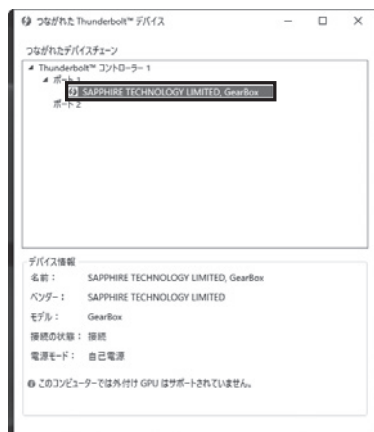 つながれた Thunderbolt™ デバイス
つながれたデバイスチェーン
Thunderbolt™ コントローラー 1
ポート 1
SAPPHIRE TECHNOLOGY LIMITED, GearBox
ポート 2
デバイス情報
名前： SAPPHIRE TECHNOLOGY LIMITED, GearBox
ベンダー： SAPPHIRE TECHNOLOGY LIMITED
モデル： GearBox
接続の状態： 接続
電源モード： 自己電源
このコンピューターでは外付け GPU はサポートされていません。